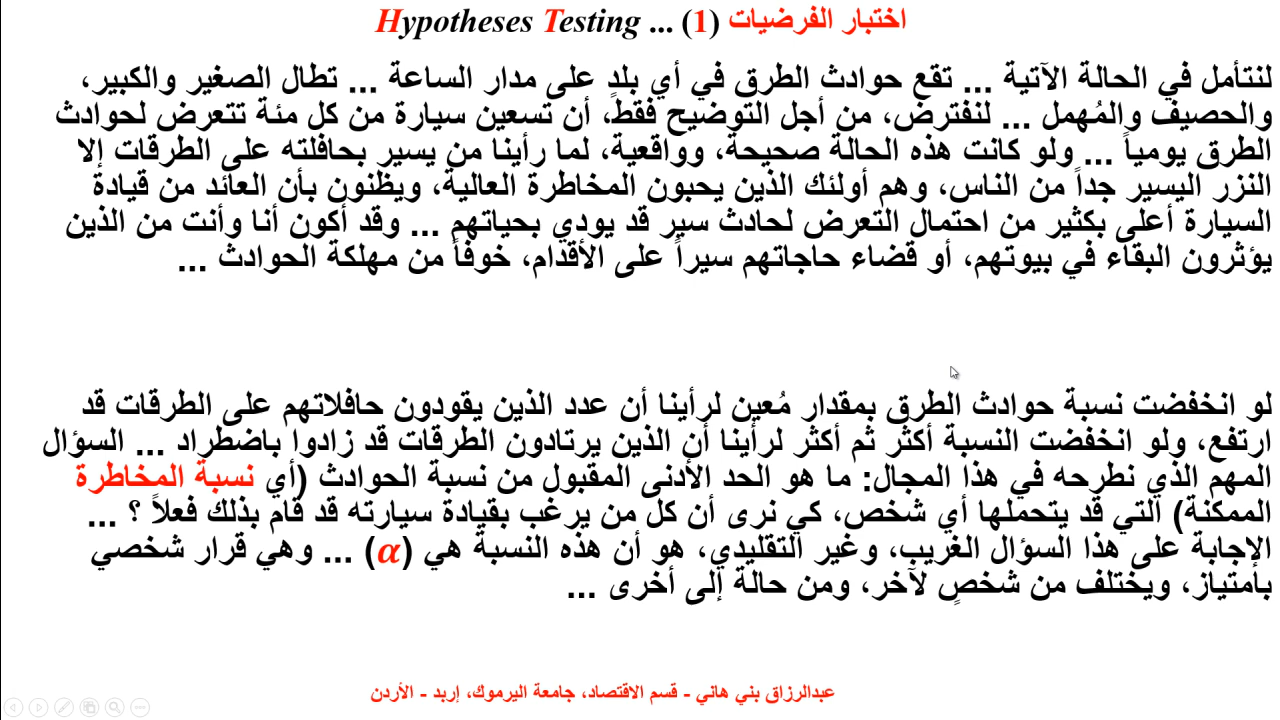 اختبار الفرضيات (1) ... Hypotheses Testing
لنتأمل في الحالة الآتية ... تقع حوادث الطرق في أي بلدٍ على مدار الساعة ... تطال الصغير والكبير،
والحصيف والمُهمل ... لنفترض، من أجل التوضيح فقط، أن تسعين سيارة من كل مئة تتعرض لحوادث
الطرق يومياً ... ولو كانت هذه الحالة صحيحة، وواقعية، لما رأينا من يسير بحافلته على الطرقات إلا
النزر اليسير جداً من الناس، وهم أولئك الذين يحبون المخاطرة العالية، ويظنون بأن العائد من قيادة
السيارة أعلى بكثير من احتمال التعرض لحادث سير قد يودي بحياتهم ... وقد أكون أنا وأنت من الذين
يؤثرون البقاء في بيوتهم، أو قضاء حاجاتهم سيراً على الأقدام، خوفاً من مهلكة الحوادث ...
لو انخفضت نسبة حوادث الطرق بمقدار مُعين لرأينا أن عدد الذين يقودون حافلاتهم على الطرقات قد
ارتفع، ولو انخفضت النسبة أكثر ثم أكثر لرأينا أن الذين يرتادون الطرقات قد زادوا باضطراد ... السؤال
المهم الذي نطرحه في هذا المجال: ما هو الحد الأدنى المقبول من نسبة الحوادث (أي نسبة المخاطرة
الممكنة) التي قد يتحملها أي شخص، كي نرى أن كل من يرغب بقيادة سيارته قد قام بذلك فعلاً ؟ ...
الإجابة على هذا السؤال الغريب، وغير التقليدي، هو أن هذه النسبة هي (α) ... وهي قرار شخصي
بامتياز، ويختلف من شخصٍ لآخر، ومن حالة إلى أخرى ...
عبدالرزاق بني هاني - قسم الاقتصاد، جامعة اليرموك، إربد - الأردن